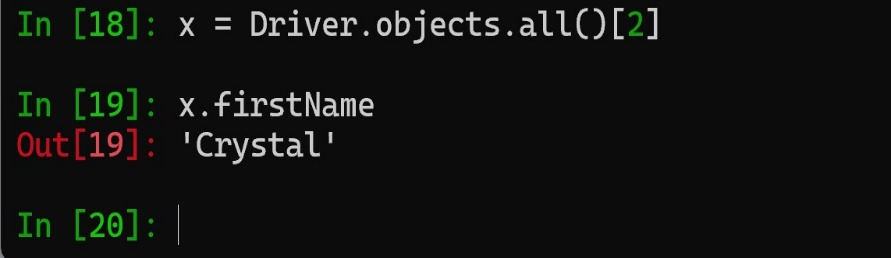 In [18]: x = Driver.objects.all()[2]
In [19]: x.firstName
Out[19]: 'Crystal'
In [20]: